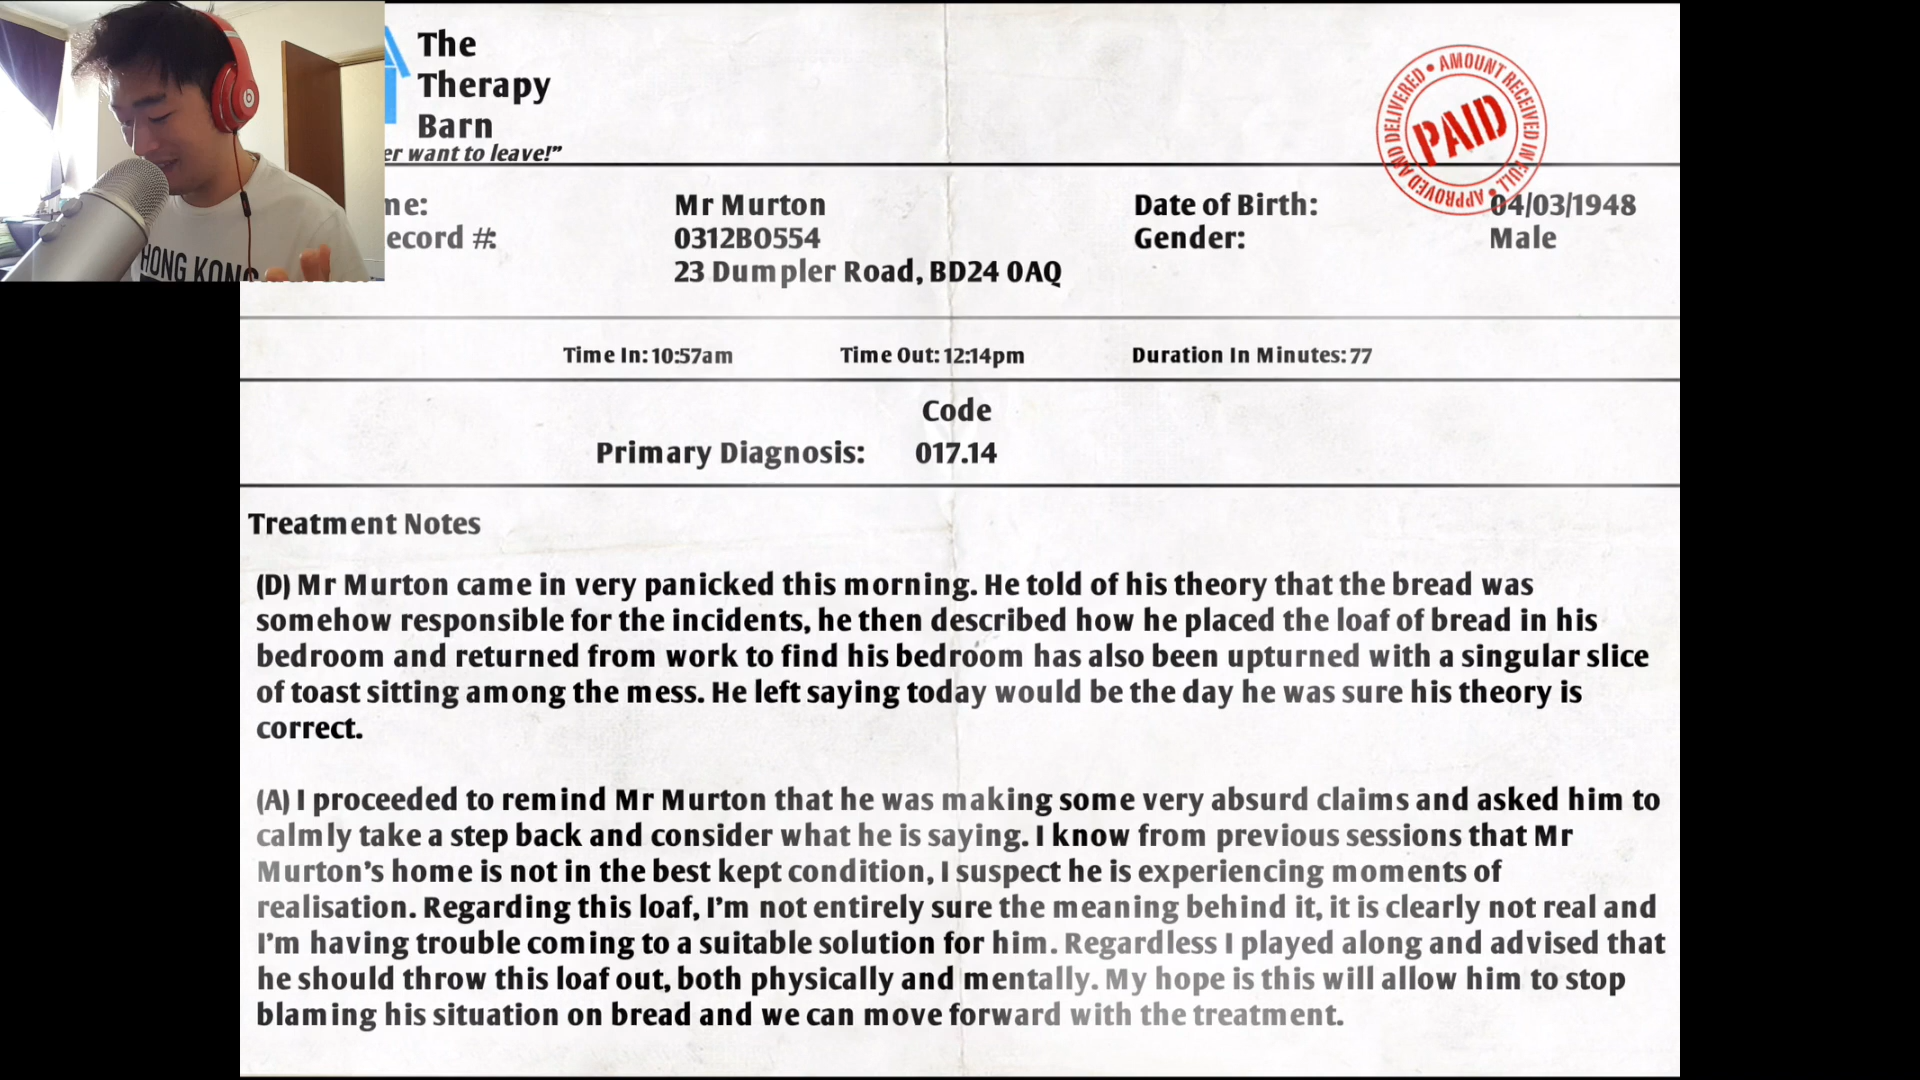 The
Therapy
Barn
er want to leave!”
AMOUNT RECEIVED IN FULL • APPROVED AND DELIVERED •
PAID
me: Mr Murton Date of Birth: 04/03/1948
ecord #: 0312BO554 Gender: Male
23 Dumpler Road, BD24 0AQ
HONG KONG
Time In: 10:57am Time Out: 12:14pm Duration In Minutes: 77
Code
Primary Diagnosis: 017.14
Treatment Notes
(D) Mr Murton came in very panicked this morning. He told of his theory that the bread was
somehow responsible for the incidents, he then described how he placed the loaf of bread in his
bedroom and returned from work to find his bedroom has also been upturned with a singular slice
of toast sitting among the mess. He left saying today would be the day he was sure his theory is
correct.
(A) I proceeded to remind Mr Murton that he was making some very absurd claims and asked him to
calmly take a step back and consider what he is saying. I know from previous sessions that Mr
Murton’s home is not in the best kept condition, I suspect he is experiencing moments of
realisation. Regarding this loaf, I’m not entirely sure the meaning behind it, it is clearly not real and
I’m having trouble coming to a suitable solution for him. Regardless I played along and advised that
he should throw this loaf out, both physically and mentally. My hope is this will allow him to stop
blaming his situation on bread and we can move forward with the treatment.